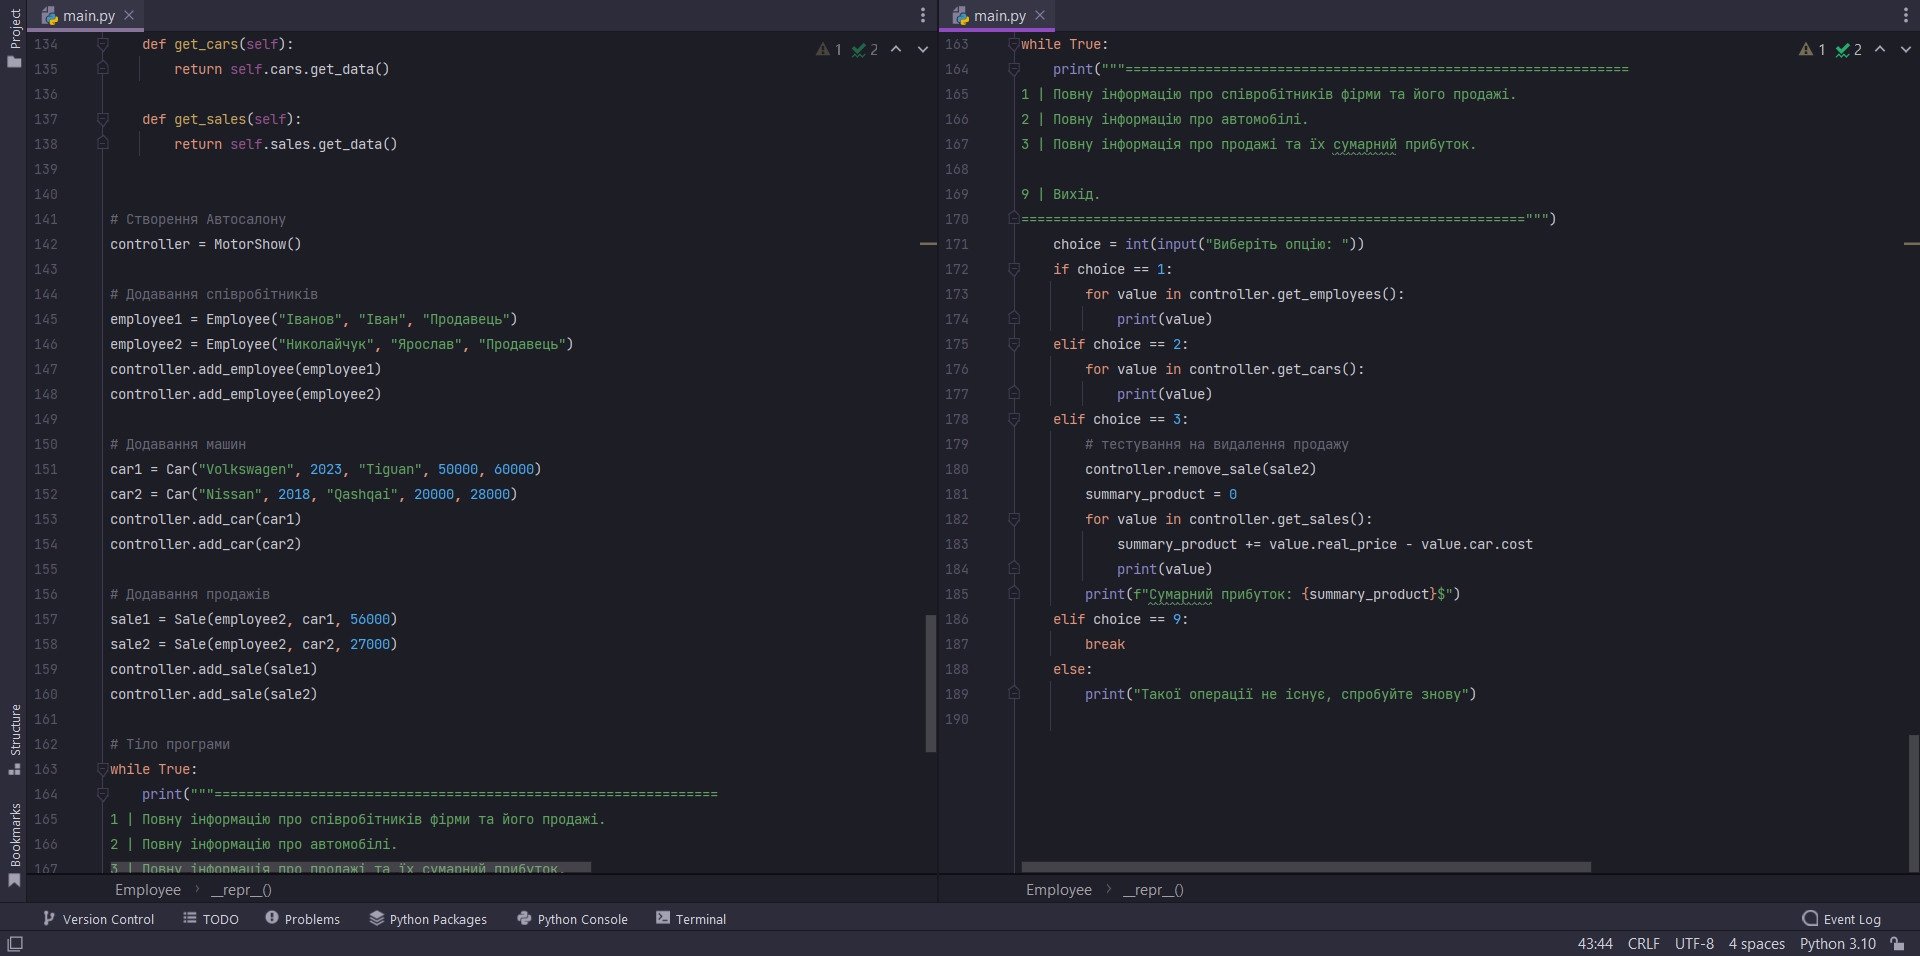 Project
main.py
134 def get_cars(self):
135 return self.cars.get_data()
136
137 def get_sales(self):
138 return self.sales.get_data()
139
140
141 # Створення Автосалону
142 controller = MotorShow()
143
144 # Додавання співробітників
145 employee1 = Employee("Іванов", "Іван", "Продавець")
146 employee2 = Employee("Николайчук", "Ярослав", "Продавець")
147 controller.add_employee(employee1)
148 controller.add_employee(employee2)
149
150 # Додавання машин
151 car1 = Car("Volkswagen", 2023, "Tiguan", 50000, 60000)
152 car2 = Car("Nissan", 2018, "Qashqai", 20000, 28000)
153 controller.add_car(car1)
154 controller.add_car(car2)
155
156 # Додавання продажів
157 sale1 = Sale(employee2, car1, 56000)
158 sale2 = Sale(employee2, car2, 27000)
159 controller.add_sale(sale1)
160 controller.add_sale(sale2)
161
162 # Тіло програми
163 while True:
164 print("""===============================================================
165 1 | Повну інформацію про співробітників фірми та його продажі.
166 2 | Повну інформацію про автомобілі.
167 3 | Повну інформація про продажі та їх сумарний прибуток.
1 2
Employee › __repr__()
main.py
163 while True:
164 print("""===============================================================
165 1 | Повну інформацію про співробітників фірми та його продажі.
166 2 | Повну інформацію про автомобілі.
167 3 | Повну інформація про продажі та їх сумарний прибуток.
168
169 9 | Вихід.
170 ===============================================================""")
171 choice = int(input("Виберіть опцію: "))
172 if choice == 1:
173 for value in controller.get_employees():
174 print(value)
175 elif choice == 2:
176 for value in controller.get_cars():
177 print(value)
178 elif choice == 3:
179 # тестування на видалення продажу
180 controller.remove_sale(sale2)
181 summary_product = 0
182 for value in controller.get_sales():
183 summary_product += value.real_price - value.car.cost
184 print(value)
185 print(f"Сумарний прибуток: {summary_product}$")
186 elif choice == 9:
187 break
188 else:
189 print("Такої операції не існує, спробуйте знову")
190
1 2
Employee › __repr__()
Structure
Bookmarks
Version Control TODO Problems Python Packages Python Console Terminal Event Log
43:44 CRLF UTF-8 4 spaces Python 3.10